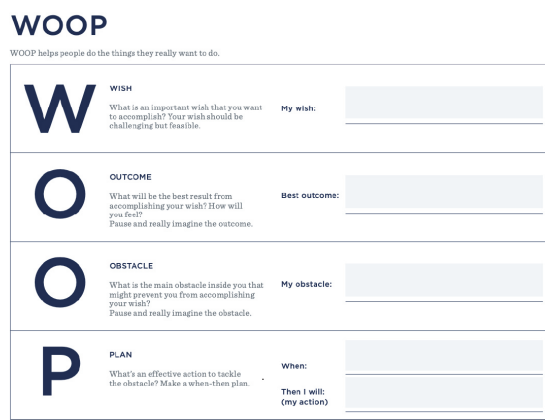 WOOP
WOOP helps people do the things they really want to do.
W
WISH
What is an important wish that you want
to accomplish? Your wish should be
challenging but feasible.
My wish:
O
OUTCOME
What will be the best result from
accomplishing your wish? How will
you feel?
Pause and really imagine the outcome.
Best outcome:
O
OBSTACLE
What is the main obstacle inside you that
might prevent you from accomplishing
your wish?
Pause and really imagine the obstacle.
My obstacle:
P
PLAN
What's an effective action to tackle
the obstacle? Make a when-then plan.
When:
Then I will:
(my action)